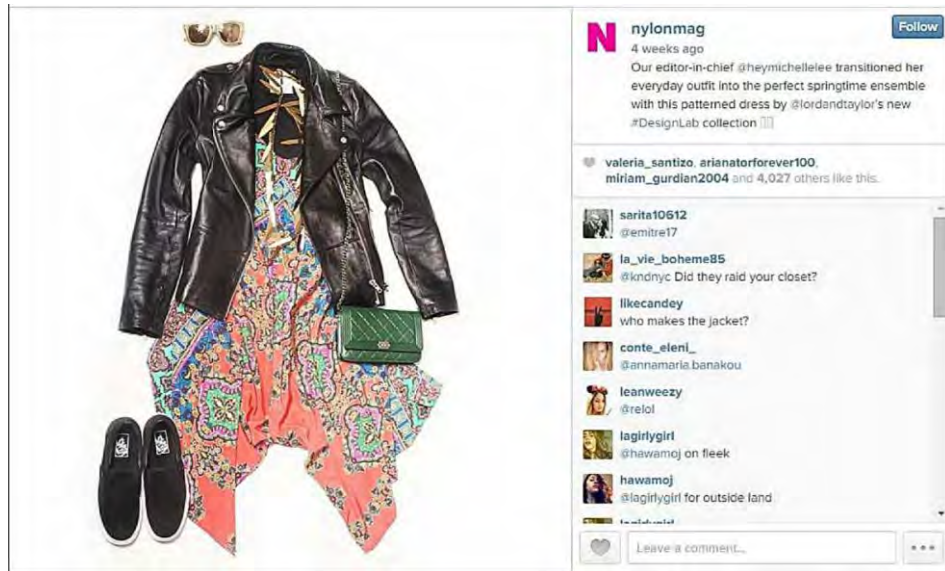 N
nylonmag
Follow
4 weeks ago
Our editor-in-chief @heymichellelee transitioned her
everyday outfit into the perfect springtime ensemble
with this patterned dress by @lordandtaylor's new
#DesignLab collection
valeria_santizo, arianatorforever100,
miriam_gurdian2004 and 4,027 others like this.
sarita10612
@emitre17
la_vie_boheme85
@kndnyc Did they raid your closet?
likecandey
who makes the jacket?
conte_eleni_
@annamaria.banakou
leanweezy
@relol
lagirlygirl
@hawamoj on fleek
hawamoj
@lagirlygirl for outside land
Leave a comment...